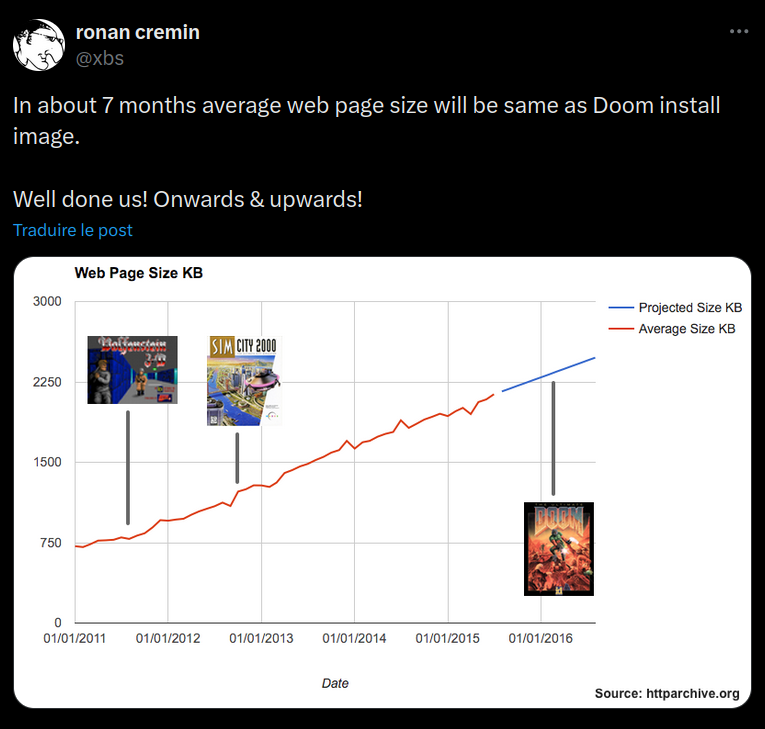 ronan cremin
@xbs
In about 7 months average web page size will be same as Doom install
image.
Well done us! Onwards & upwards!
Traduire le post
Web Page Size KB
3000
2250
1500
750
0
Wolfenstein
3-D
SIM CITY 2000
DOOM
Projected Size KB
Average Size KB
01/01/2011
01/01/2012
01/01/2013
01/01/2014
01/01/2015
01/01/2016
Date
Source: httparchive.org